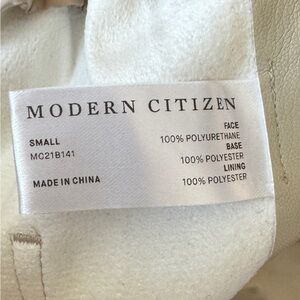 MODERN CITIZEN
SMALL
MC21B141
MADE IN CHINA
FACE
100% POLYURETHANE
BASE
100% POLYESTER
LINING
100% POLYESTER